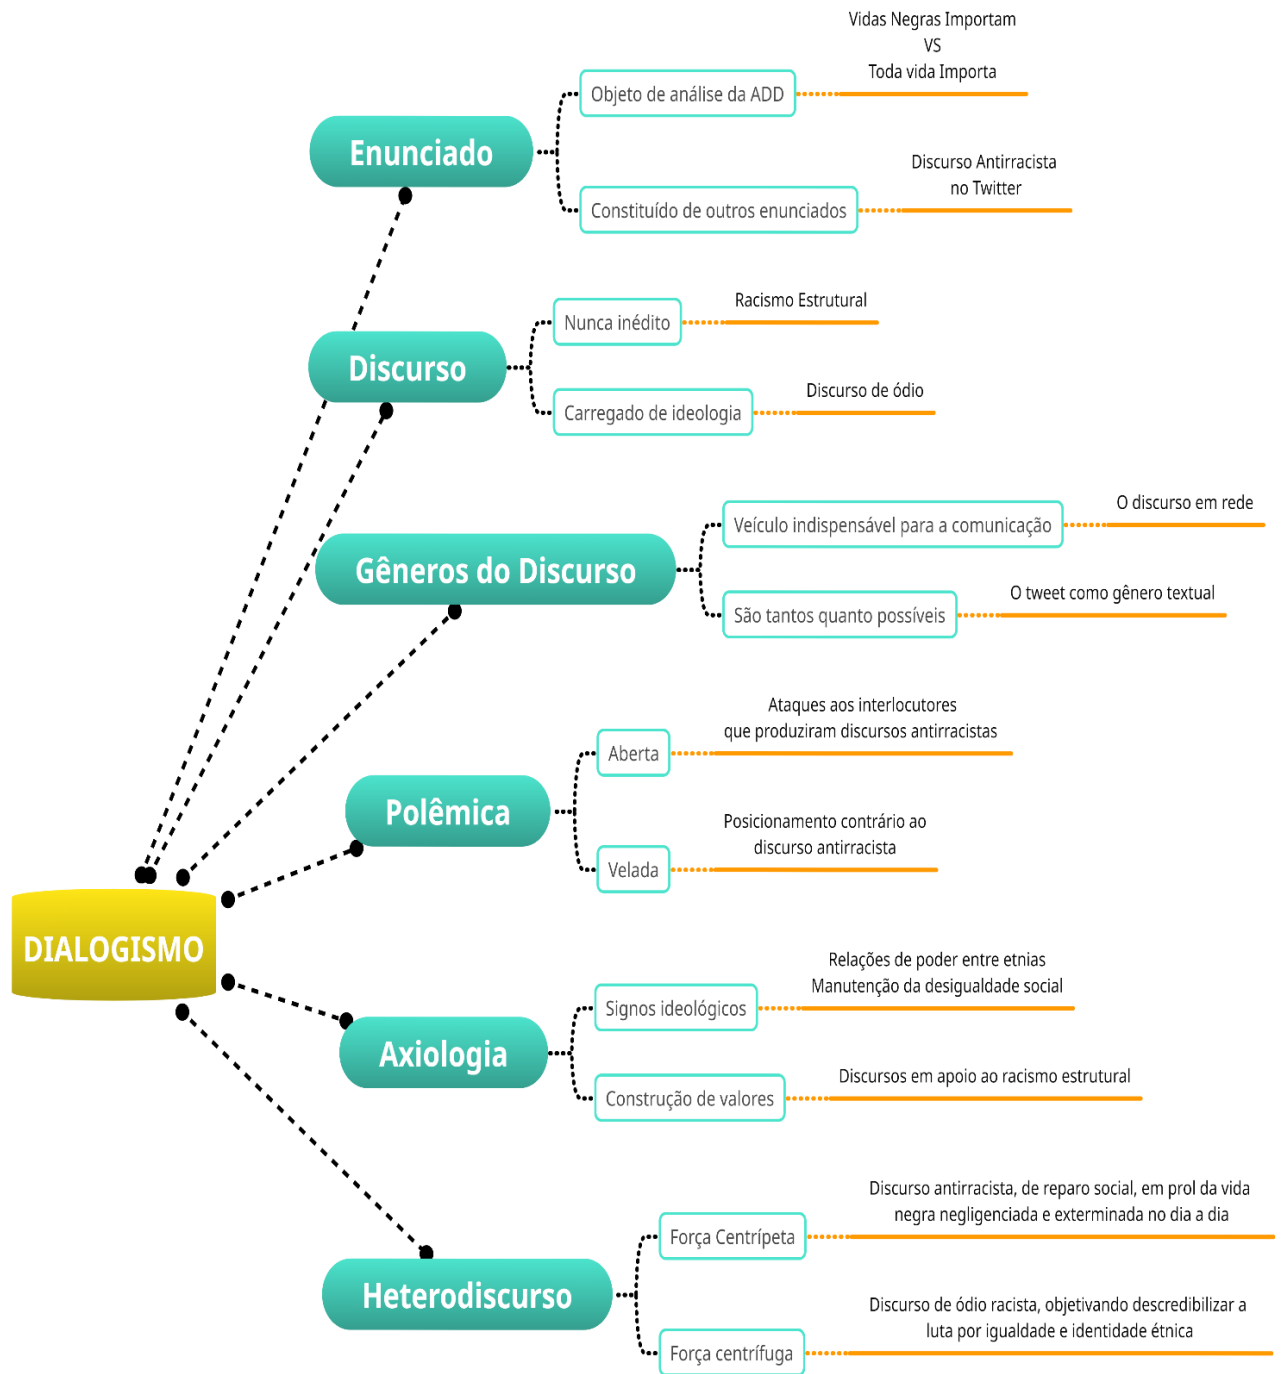 Vidas Negras Importam
VS
Toda vida Importa
Objeto de análise da ADD
Enunciado
Discurso Antirracista
no Twitter
Constituído de outros enunciados
Racismo Estrutural
Nunca inédito
Discurso
Discurso de ódio
Carregado de ideologia
O discurso em rede
Veículo indispensável para a comunicação
Gêneros do Discurso
O tweet como gênero textual
São tantos quanto possíveis
Ataques aos interlocutores
que produziram discursos antirracistas
Aberta
Polêmica
Posicionamento contrário ao
discurso antirracista
Velada
DIALOGISMO
Relações de poder entre etnias
Manutenção da desigualdade social
Signos ideológicos
Axiologia
Discursos em apoio ao racismo estrutural
Construção de valores
Discurso antirracista, de reparo social, em prol da vida
negra negligenciada e exterminada no dia a dia
Força Centrípeta
Heterodiscurso
Discurso de ódio racista, objetivando descredibilizar a
luta por igualdade e identidade étnica
Força centrífuga